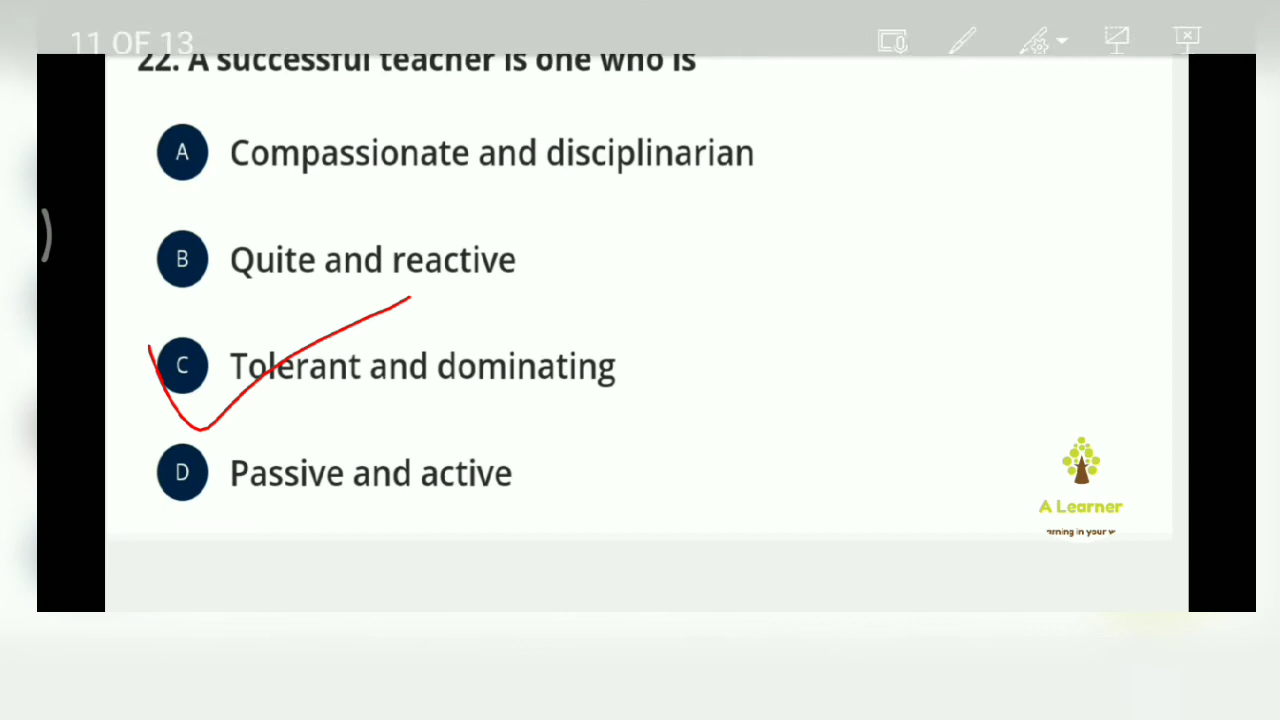 11 OF 13
22. A successful teacher is one who is
A Compassionate and disciplinarian
B Quite and reactive
C Tolerant and dominating
D Passive and active
A Learner